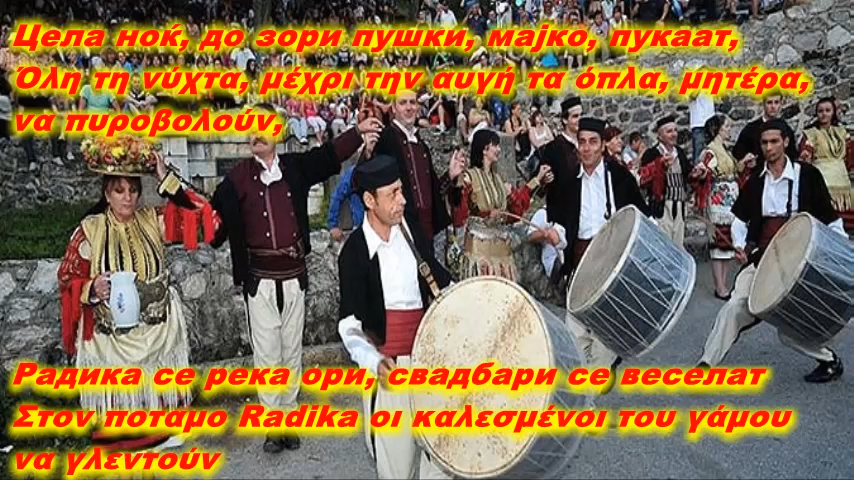 Цела ноќ, до зори пушки, мајко, пукаат,
Όλη τη νύχτα, μέχρι την αυγή τα όπλα, μητέρα,
να πυροβολούν,
Радика се река ори, свадбари се веселат
Στον ποταμο Radika οι καλεσμένοι του γάμου
να γλεντούν